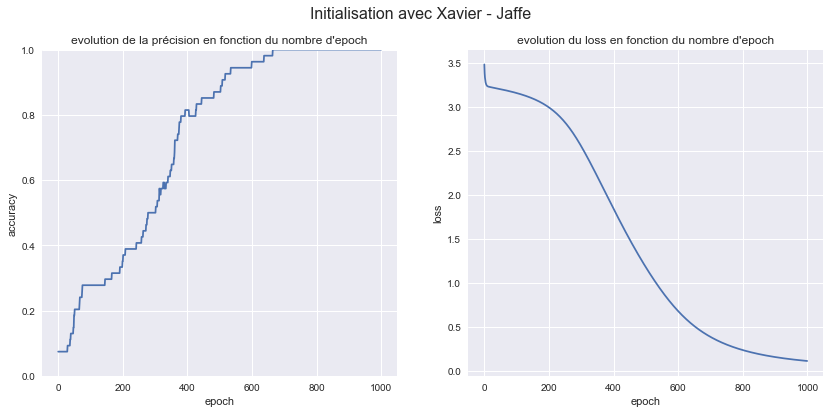 Initialisation avec Xavier - Jaffe
evolution de la précision en fonction du nombre d'epoch
1.0
0.8
0.6
0.4
0.2
0.0
accuracy
0 200 400 600 800 1000
epoch
evolution du loss en fonction du nombre d'epoch
3.5
3.0
2.5
2.0
1.5
1.0
0.5
0.0
loss
0 200 400 600 800 1000
epoch